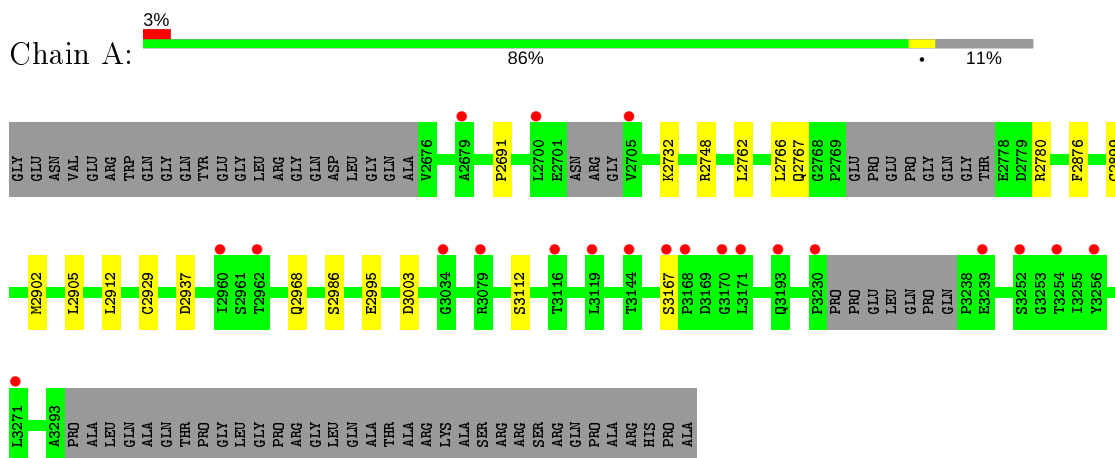 3%
Chain A:
86%
•
11%
GLY GLU ASN VAL GLU ARG TRP GLN GLY GLN TYR GLU GLY LEU ARG GLY GLN ASP LEU GLY GLN ALA V2676 A2679 P2691 L2700 E2701 ASN ARG GLY V2705 K2732 R2748 L2762 L2766 Q2767 G2768 P2769 GLU PRO GLU PRO GLY GLN GLY THR E2778 D2779 R2780 F2876
M2902 L2905 L2912 C2929 D2937 I2960 S2961 T2962 Q2968 S2986 E2995 D3003 G3034 R3079 S3112 T3116 L3119 T3144 S3167 P3168 D3169 G3170 L3171 Q3193 P3230 PRO PRO GLU LEU GLN PRO GLN P3238 E3239 S3252 G3253 T3254 I3255 Y3256
L3271 A3293 PRO ALA LEU GLN ALA GLN THR PRO GLY LEU GLY PRO ARG GLY LEU GLN ALA THR ALA ARG LYS ALA SER ARG ARG SER ARG GLN PRO ALA ARG HIS PRO ALA